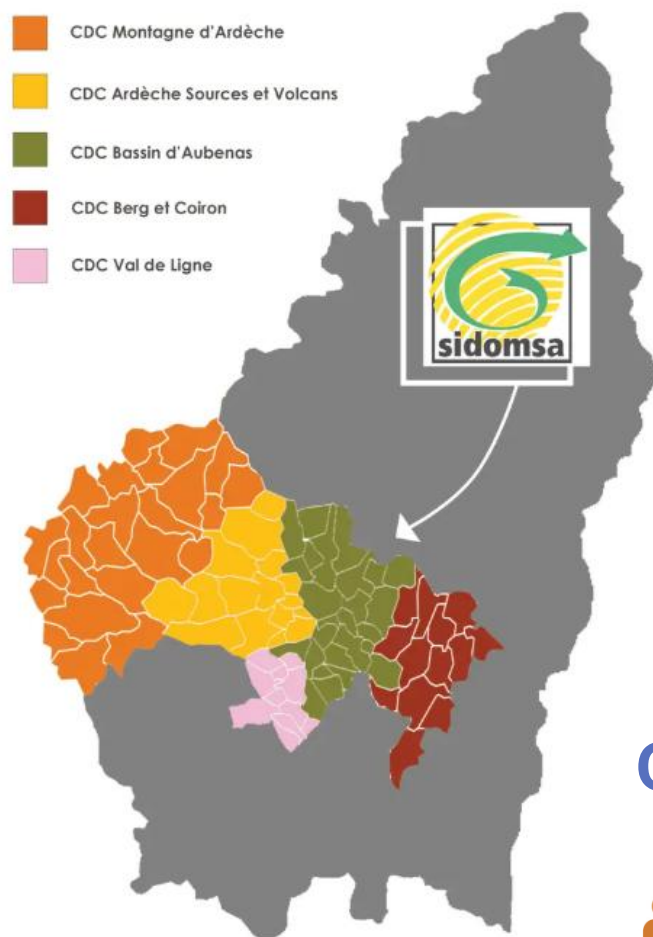 CDC Montagne d'Ardèche
CDC Ardèche Sources et Volcans
CDC Bassin d'Aubenas
CDC Berg et Coiron
CDC Val de Ligne
sidomsa